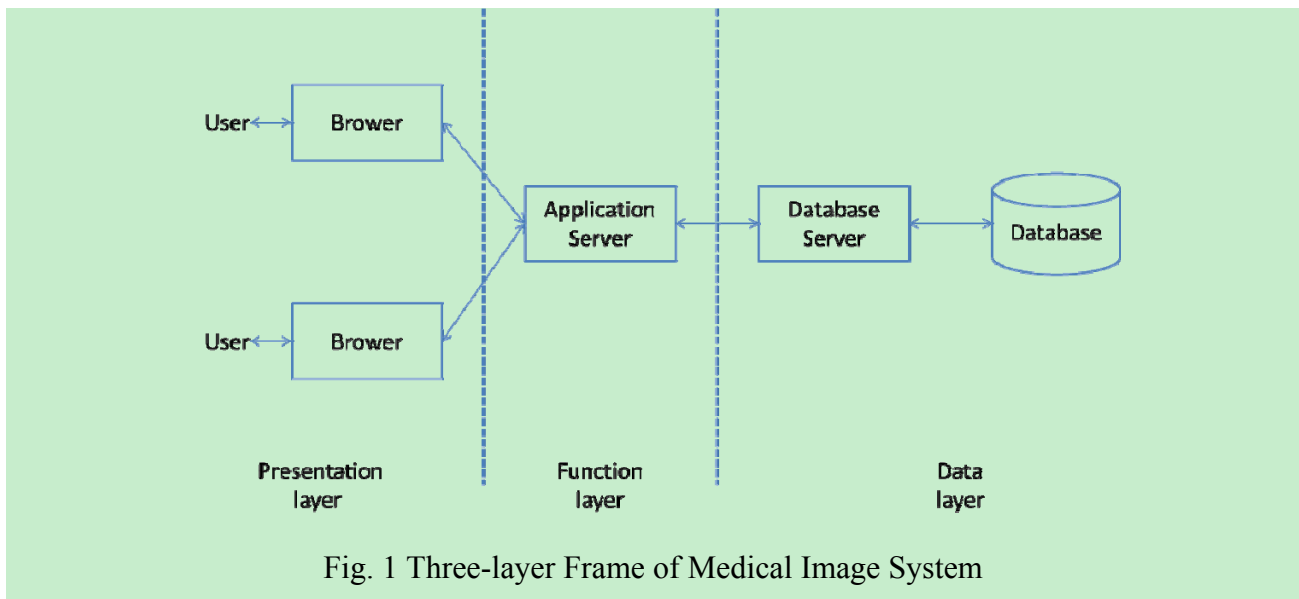 User
Brower
Application
Server
Database
Server
Database
User
Brower
Presentation
layer
Function
layer
Data
layer
Fig. 1 Three-layer Frame of Medical Image System